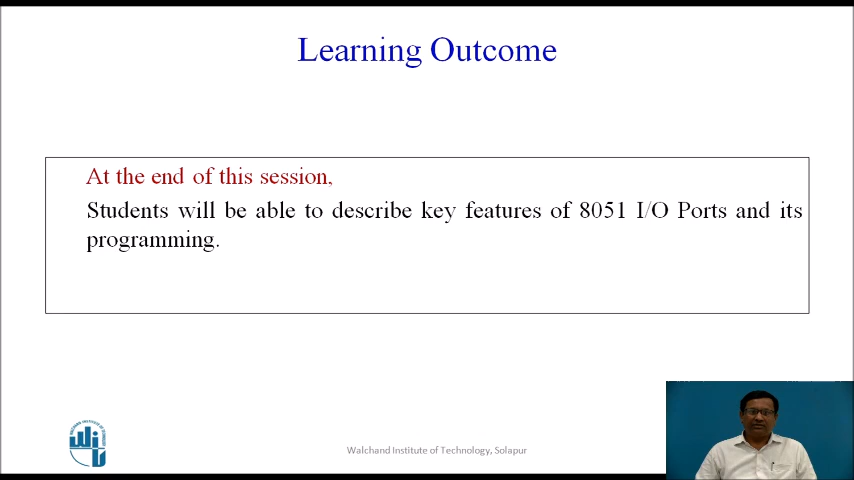 Learning Outcome
At the end of this session,
Students will be able to describe key features of 8051 I/O Ports and its
programming.
Walchand Institute of Technology, Solapur